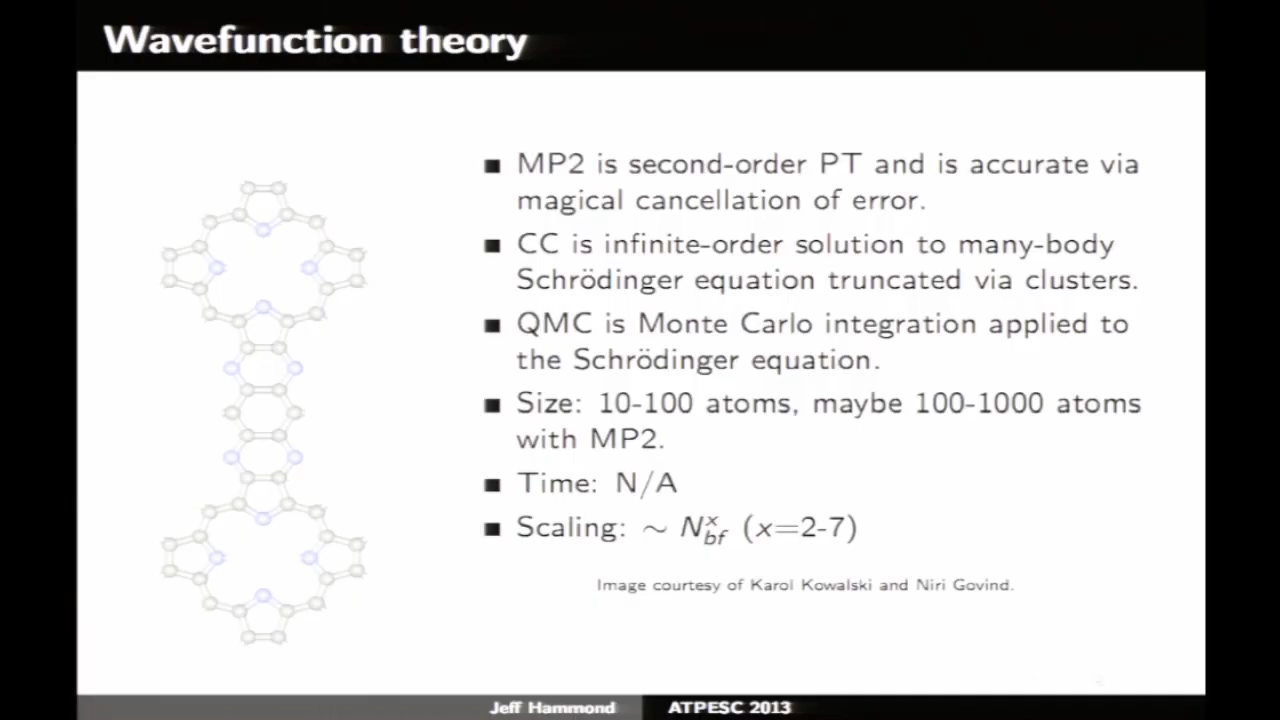 Wavefunction theory
■ MP2 is second-order PT and is accurate via
magical cancellation of error.
■ CC is infinite-order solution to many-body
Schrödinger equation truncated via clusters.
■ QMC is Monte Carlo integration applied to
the Schrödinger equation.
■ Size: 10-100 atoms, maybe 100-1000 atoms
with MP2.
■ Time: N/A
■ Scaling: ~ N_{bf}^{x} (x=2-7)
Image courtesy of Karol Kowalski and Niri Govind.
Jeff Hammond ATPESC 2013